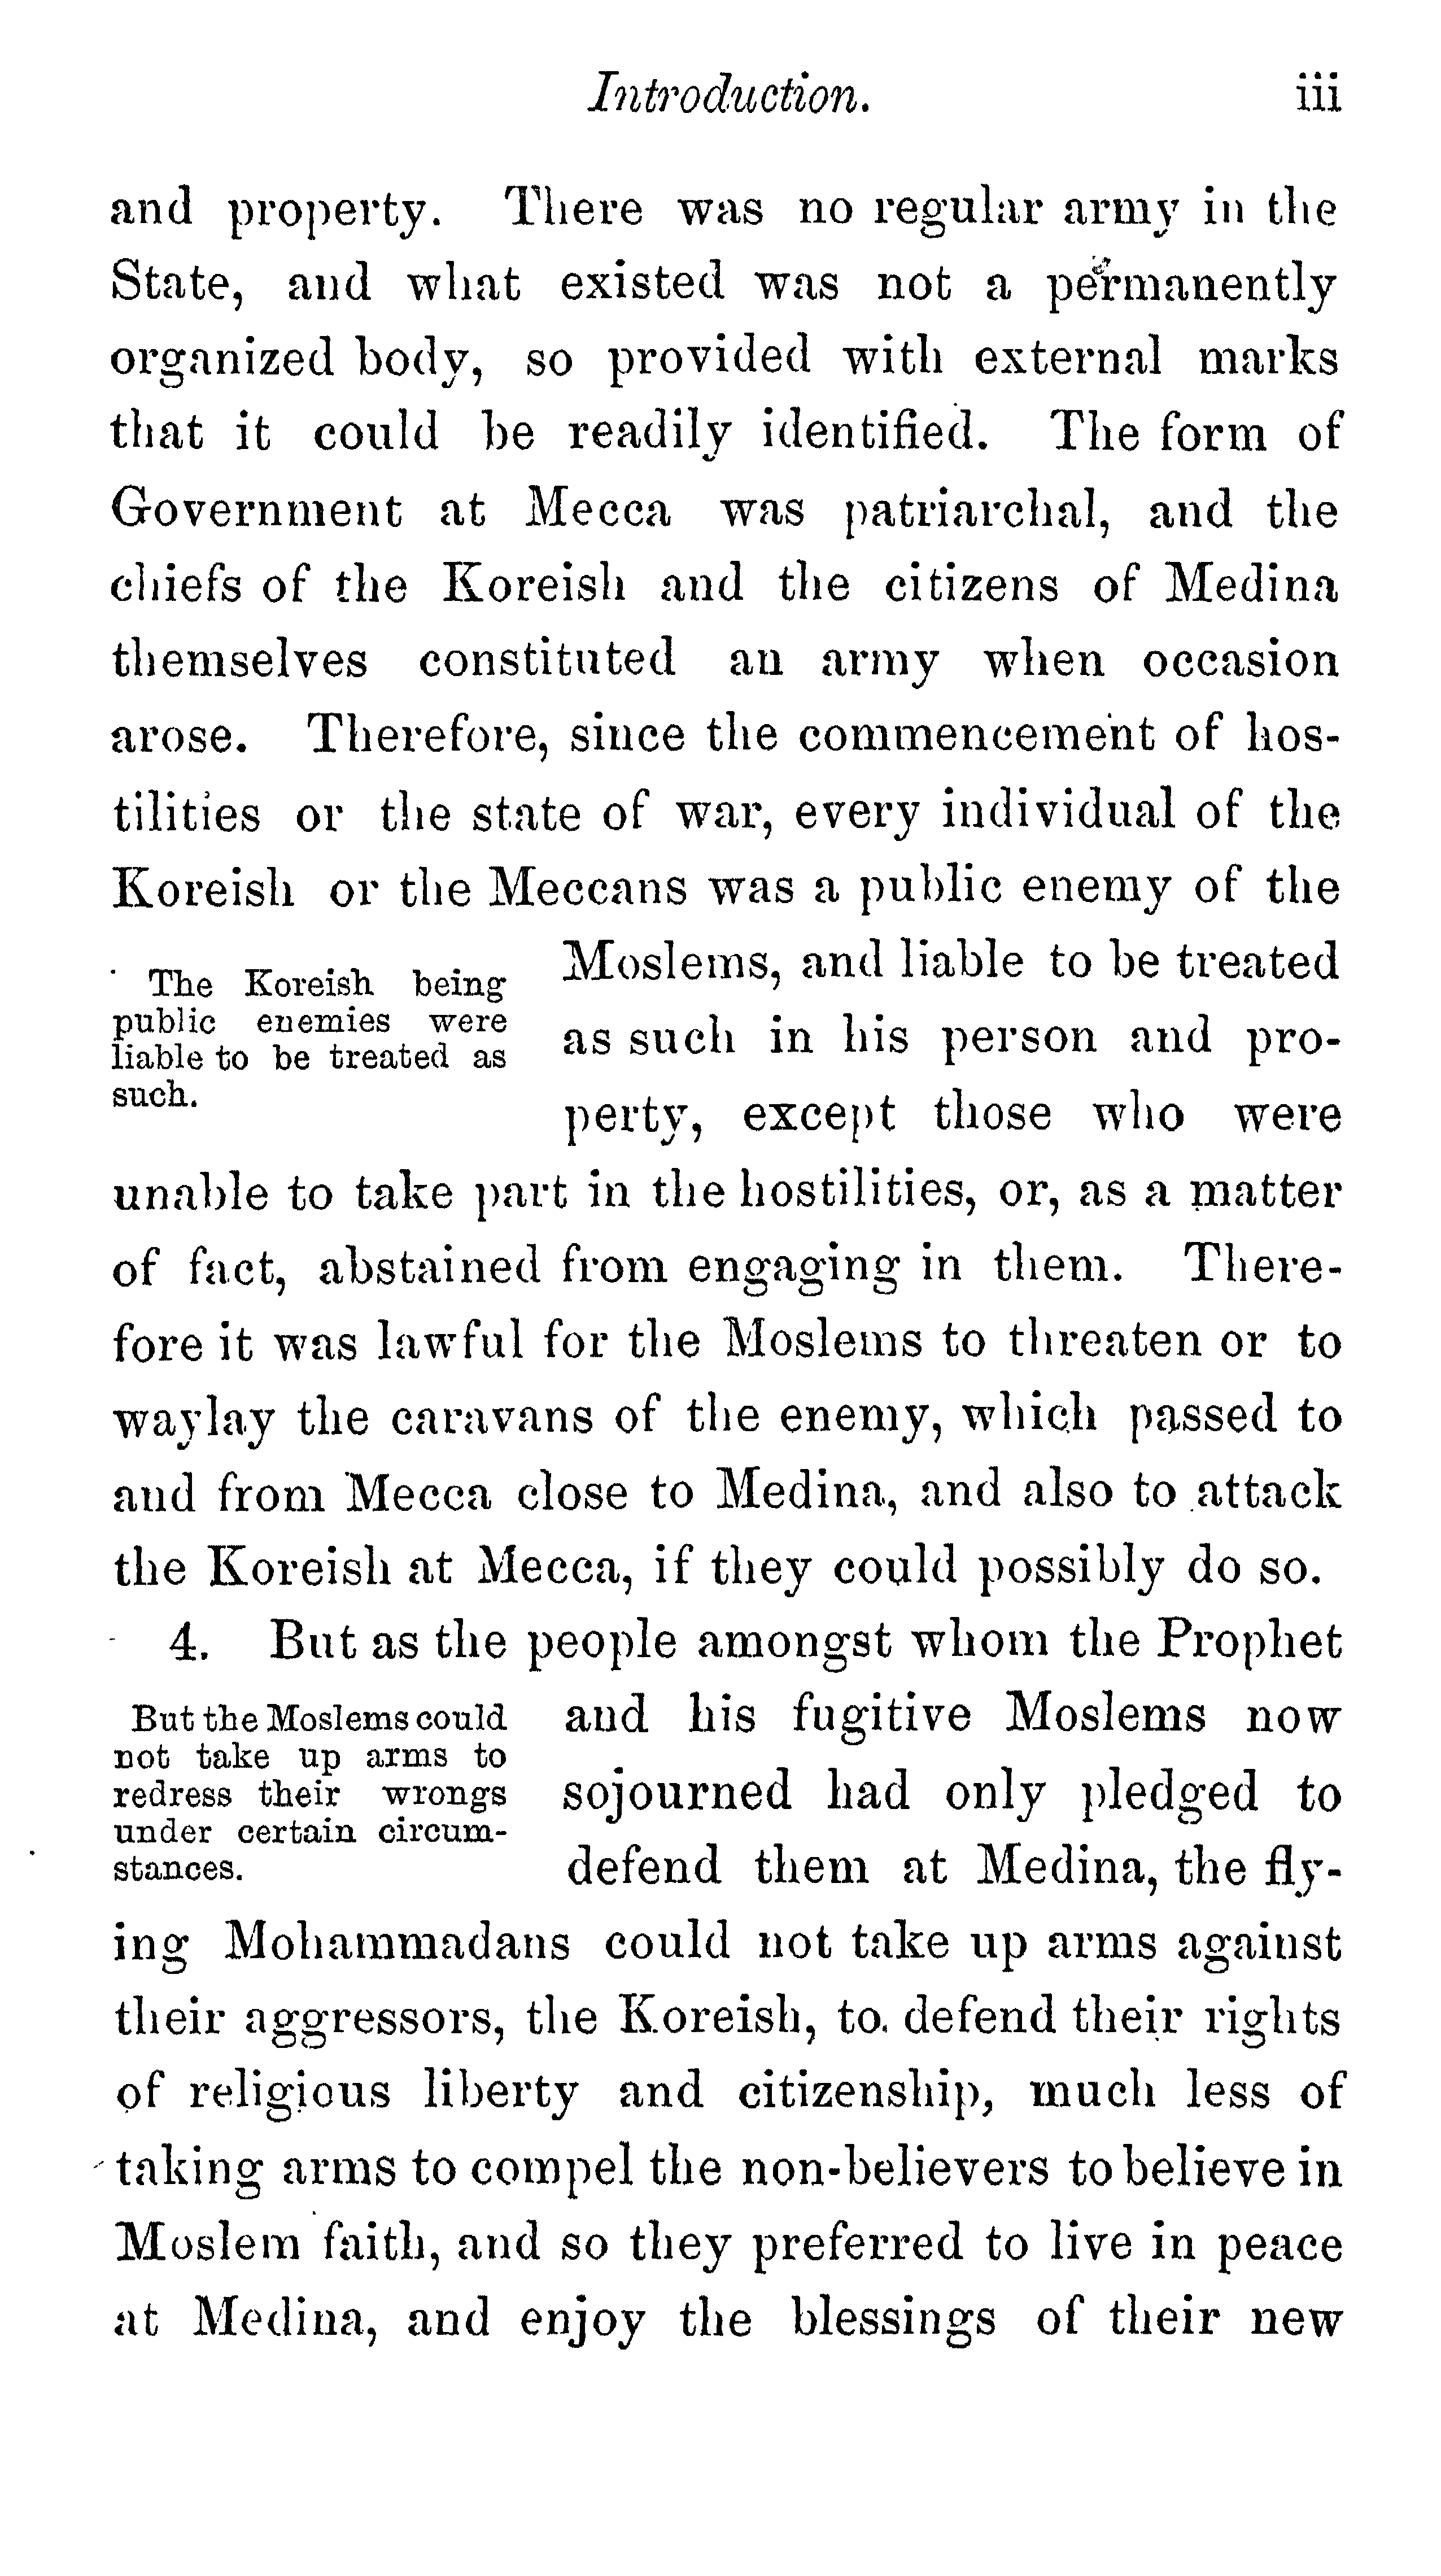 Introduction. iii
and property. There was no regular army in the
State, and what existed was not a permanently
organized body, so provided with external marks
that it could be readily identified. The form of
Government at Mecca was patriarchal, and the
chiefs of the Koreish and the citizens of Medina
themselves constituted an army when occasion
arose. Therefore, since the commencement of hos-
tilities or the state of war, every individual of the
Koreish or the Meccans was a public enemy of the
The Koreish being
public enemies were
liable to be treated as
such.
Moslems, and liable to be treated
as such in his person and pro-
perty, except those who were
unable to take part in the hostilities, or, as a matter
of fact, abstained from engaging in them. There-
fore it was lawful for the Moslems to threaten or to
waylay the caravans of the enemy, which passed to
and from Mecca close to Medina, and also to attack
the Koreish at Mecca, if they could possibly do so.
4. But as the people amongst whom the Prophet
But the Moslems could
not take up arms to
redress their wrongs
under certain circum-
stances.
and his fugitive Moslems now
sojourned had only pledged to
defend them at Medina, the fly-
ing Mohammadans could not take up arms against
their aggressors, the Koreish, to defend their rights
of religious liberty and citizenship, much less of
taking arms to compel the non-believers to believe in
Moslem faith, and so they preferred to live in peace
at Medina, and enjoy the blessings of their new